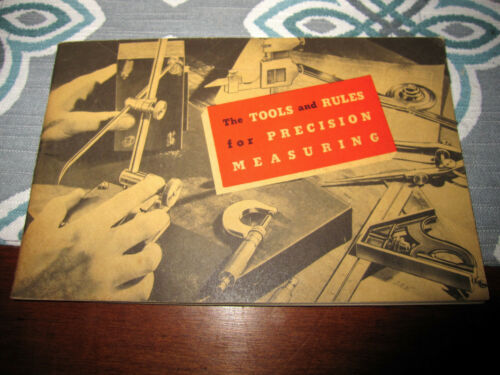 The TOOLS and RULES
for PRECISION
MEASURING